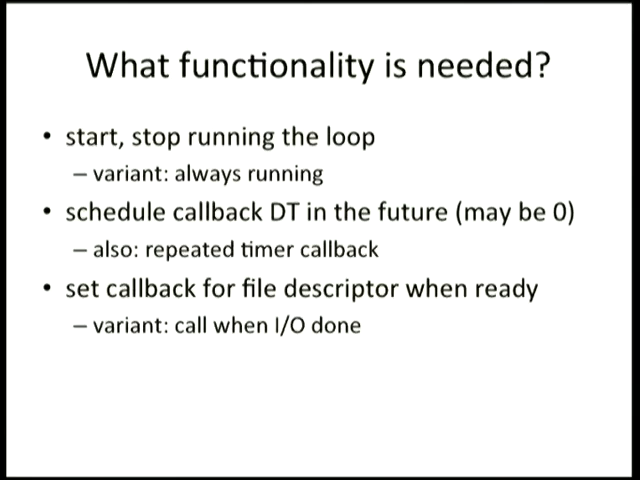 What functionality is needed?
• start, stop running the loop
– variant: always running
• schedule callback DT in the future (may be 0)
– also: repeated timer callback
• set callback for file descriptor when ready
– variant: call when I/O done